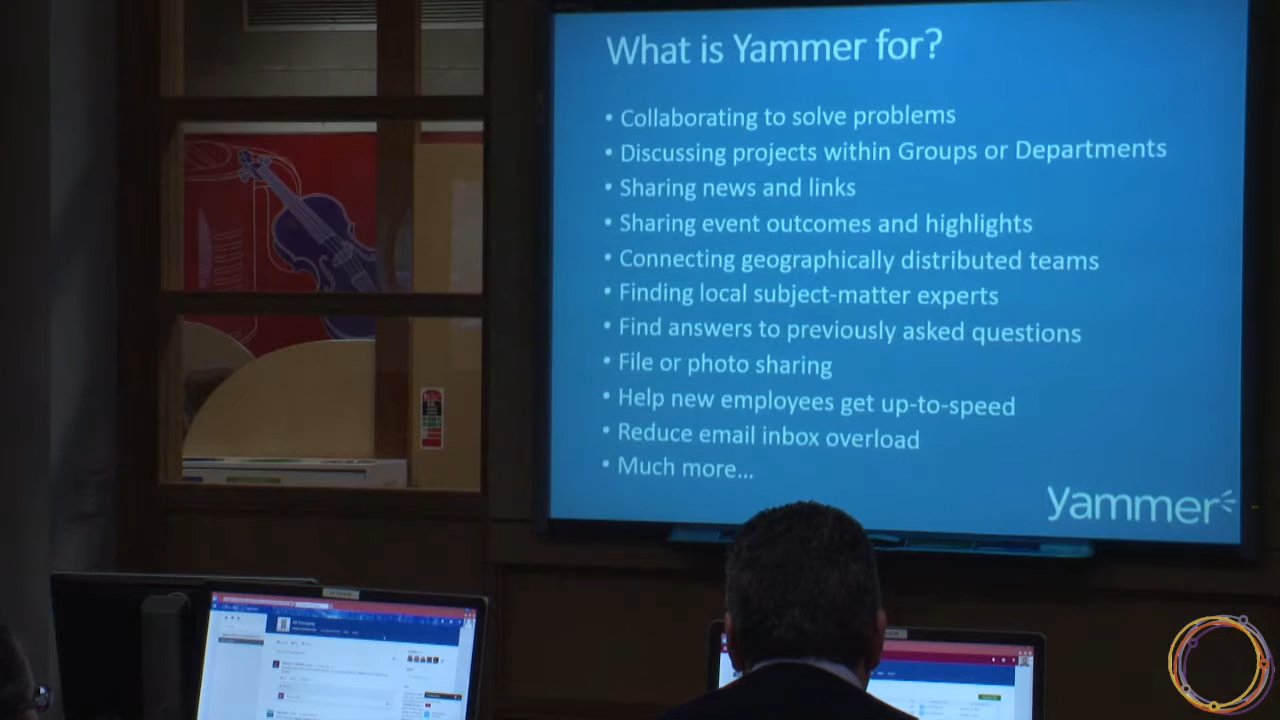 What is Yammer for?
• Collaborating to solve problems
• Discussing projects within Groups or Departments
• Sharing news and links
• Sharing event outcomes and highlights
• Connecting geographically distributed teams
• Finding local subject-matter experts
• Find answers to previously asked questions
• File or photo sharing
• Help new employees get up-to-speed
• Reduce email inbox overload
• Much more...
yammer